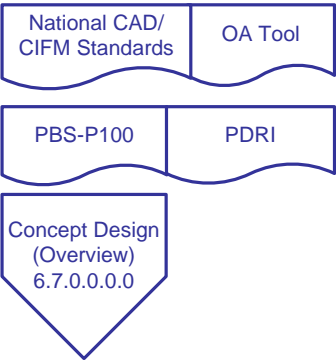 National CAD/
CIFM Standards
OA Tool
PBS-P100
PDRI
Concept Design
(Overview)
6.7.0.0.0.0